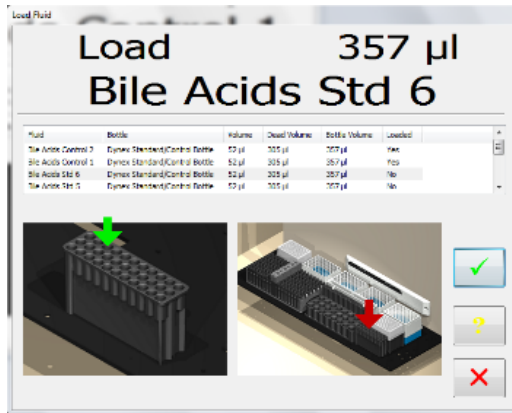 Load Fluid
Load 357 µl
Bile Acids Std 6
Fluid Bottle Volume Dead Volume Bottle Volume Loaded
Bile Acids Control 2 Dynex Standard/Control Bottle 52 µl 305 µl 357 µl Yes
Bile Acids Control 1 Dynex Standard/Control Bottle 52 µl 305 µl 357 µl Yes
Bile Acids Std 6 Dynex Standard/Control Bottle 52 µl 305 µl 357 µl No
Bile Acids Std 5 Dynex Standard/Control Bottle 52 µl 305 µl 357 µl No
?